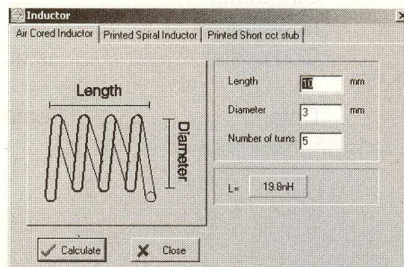 Inductor
Air Cored Inductor Printed Spiral Inductor Printed Short cct stub
Length
Diameter
Length 10 mm
Diameter 3 mm
Number of turns 5
L= 19.8nH
Calculate Close